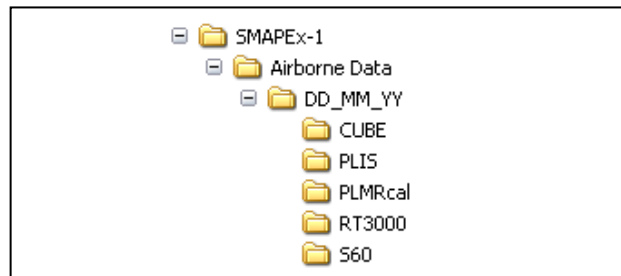 SMAPEx-1
Airborne Data
DD_MM_YY
CUBE
PLIS
PLMRcal
RT3000
S60